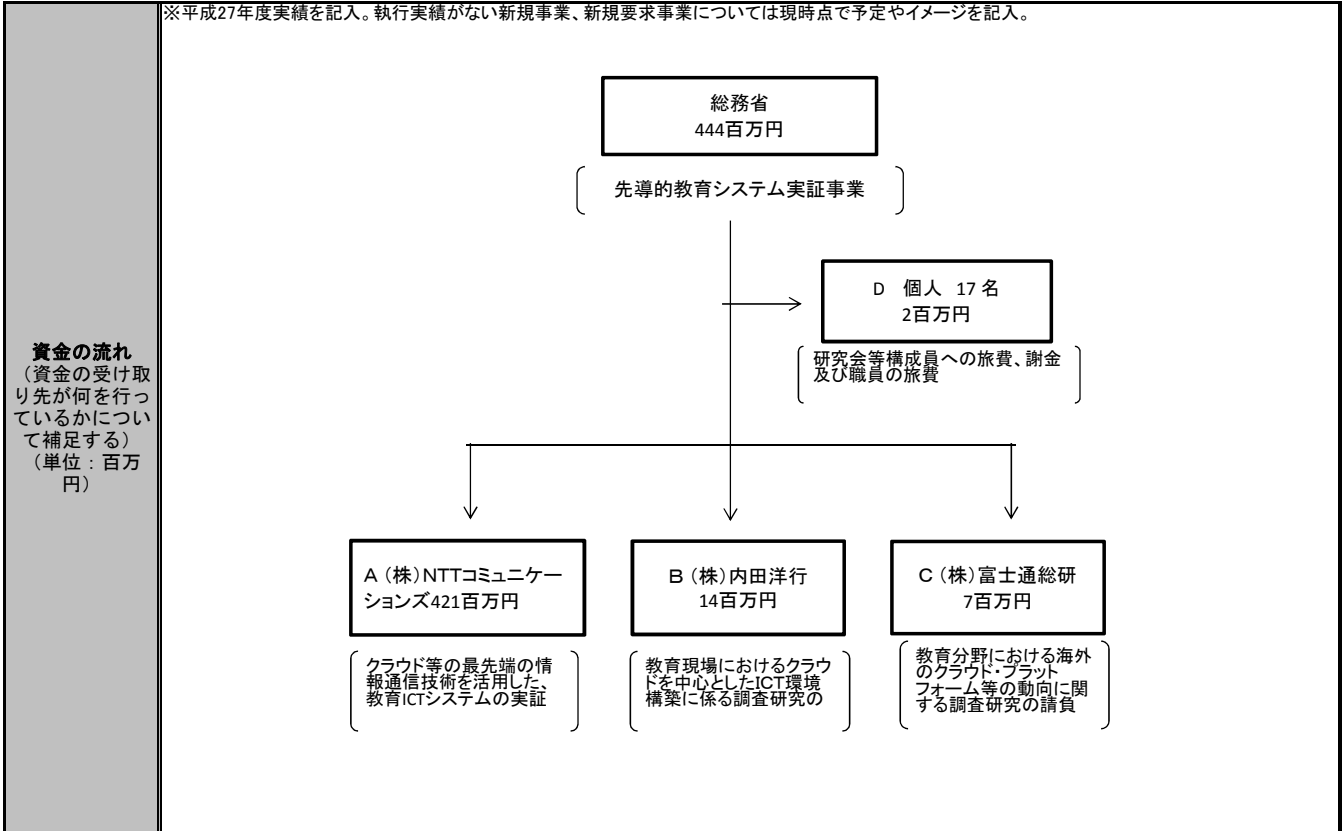 ※平成27年度実績を記入。執行実績がない新規事業、新規要求事業については現時点で予定やイメージを記入。
総務省
444百万円
先導的教育システム実証事業
D 個人 17 名
2百万円
研究会等構成員への旅費、謝金
及び職員の旅費
資金の流れ
（資金の受け取
り先が何を行っ
ているかについ
て補足する）
（単位：百万
円）
A （株）NTTコミュニケー
ションズ421百万円
クラウド等の最先端の情
報通信技術を活用した、
教育ICTシステムの実証
B （株）内田洋行
14百万円
教育現場におけるクラウ
ドを中心としたICT環境
構築に係る調査研究の
C （株）富士通総研
7百万円
教育分野における海外
のクラウド・プラット
フォーム等の動向に関
する調査研究の請負